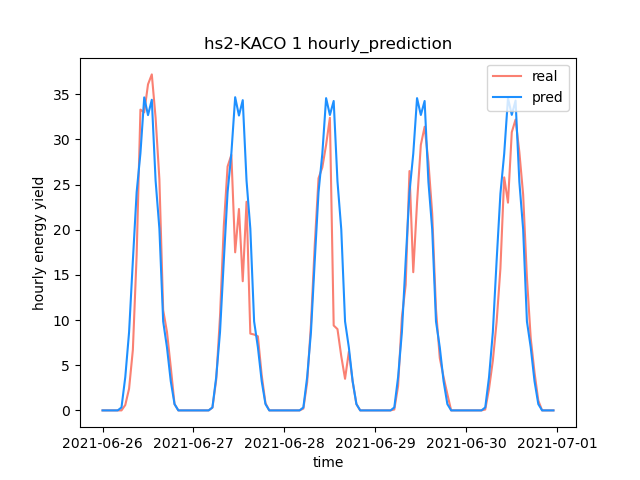 hs2-KACO 1 hourly_prediction
real
pred
hourly energy yield
35
30
25
20
15
10
5
0
2021-06-26 2021-06-27 2021-06-28 2021-06-29 2021-06-30 2021-07-01
time